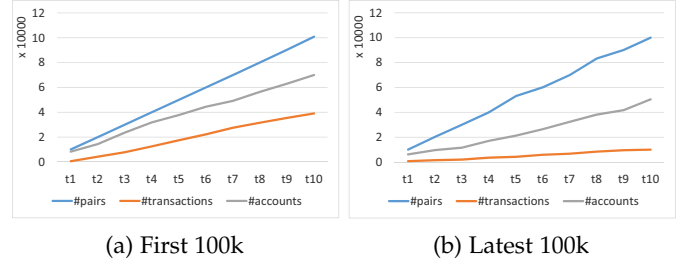 x 10000
12
10
8
6
4
2
0
t1 t2 t3 t4 t5 t6 t7 t8 t9 t10
#pairs #transactions #accounts
(a) First 100k
x 10000
12
10
8
6
4
2
0
t1 t2 t3 t4 t5 t6 t7 t8 t9 t10
#pairs #transactions #accounts
(b) Latest 100k